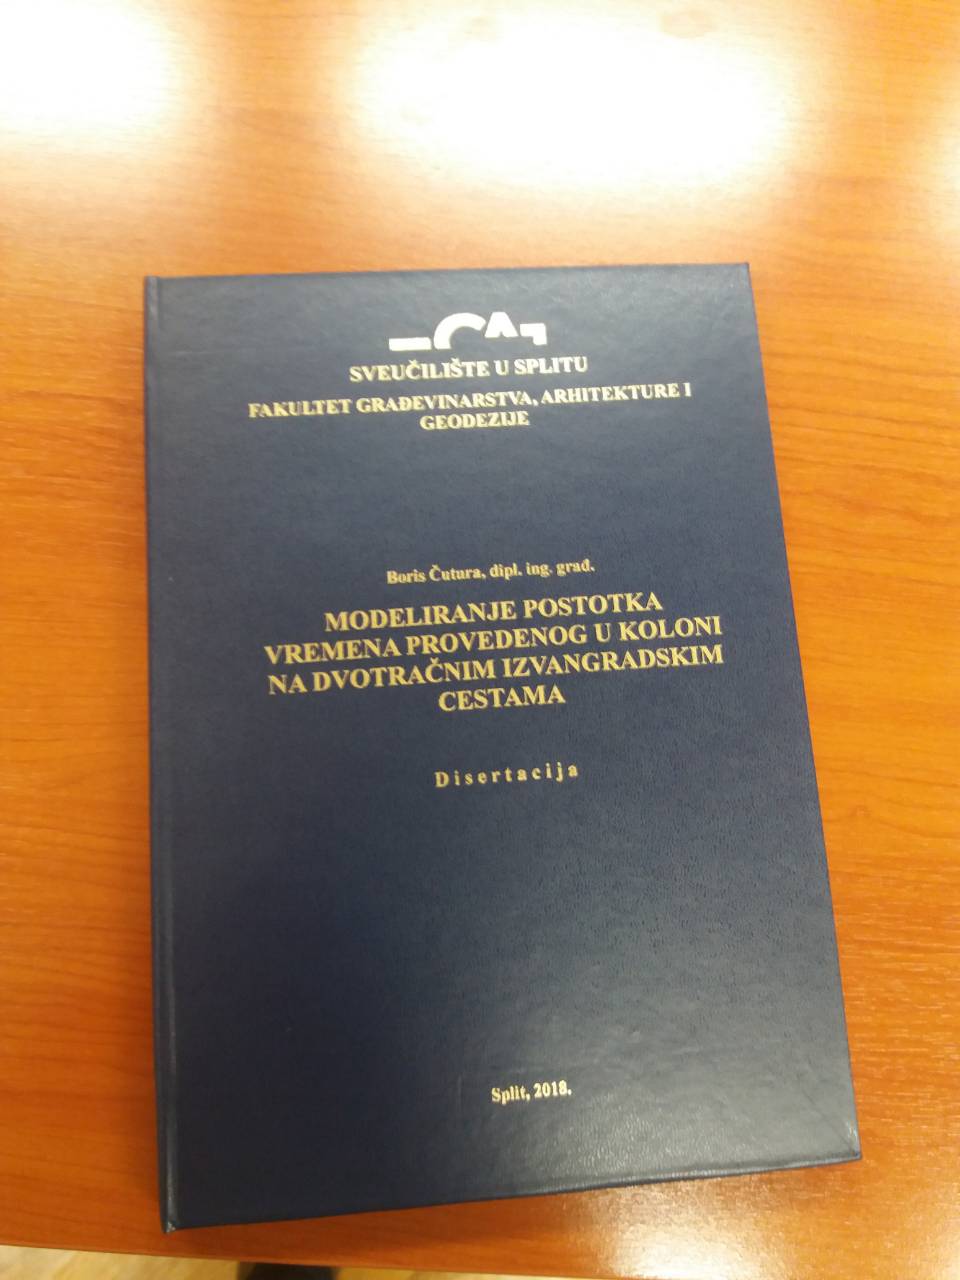 SVEUČILIŠTE U SPLITU
FAKULTET GRAĐEVINARSTVA, ARHITEKTURE I
GEODEZIJE
Boris Čutura, dipl. ing. građ.
MODELIRANJE POSTOTKA
VREMENA PROVEDENOG U KOLONI
NA DVOTRAČNIM IZVANGRADSKIM
CESTAMA
Disertacija
Split, 2018.